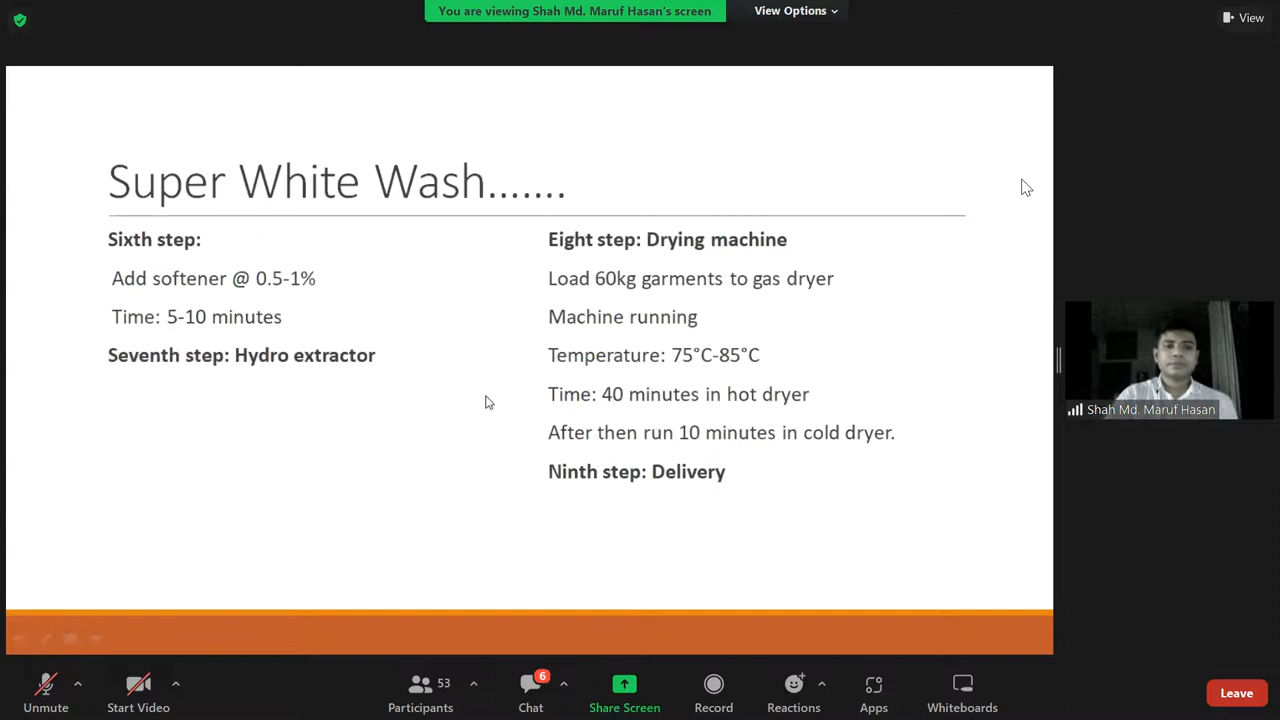 You are viewing Shah Md. Maruf Hasan's screen
View Options
View
Super White Wash.......
Sixth step:
Add softener @ 0.5-1%
Time: 5-10 minutes
Seventh step: Hydro extractor
Eight step: Drying machine
Load 60kg garments to gas dryer
Machine running
Temperature: 75°C-85°C
Time: 40 minutes in hot dryer
After then run 10 minutes in cold dryer.
Ninth step: Delivery
Shah Md. Maruf Hasan
Unmute
Start Video
53
Participants
6
Chat
Share Screen
Record
Reactions
Apps
Whiteboards
Leave